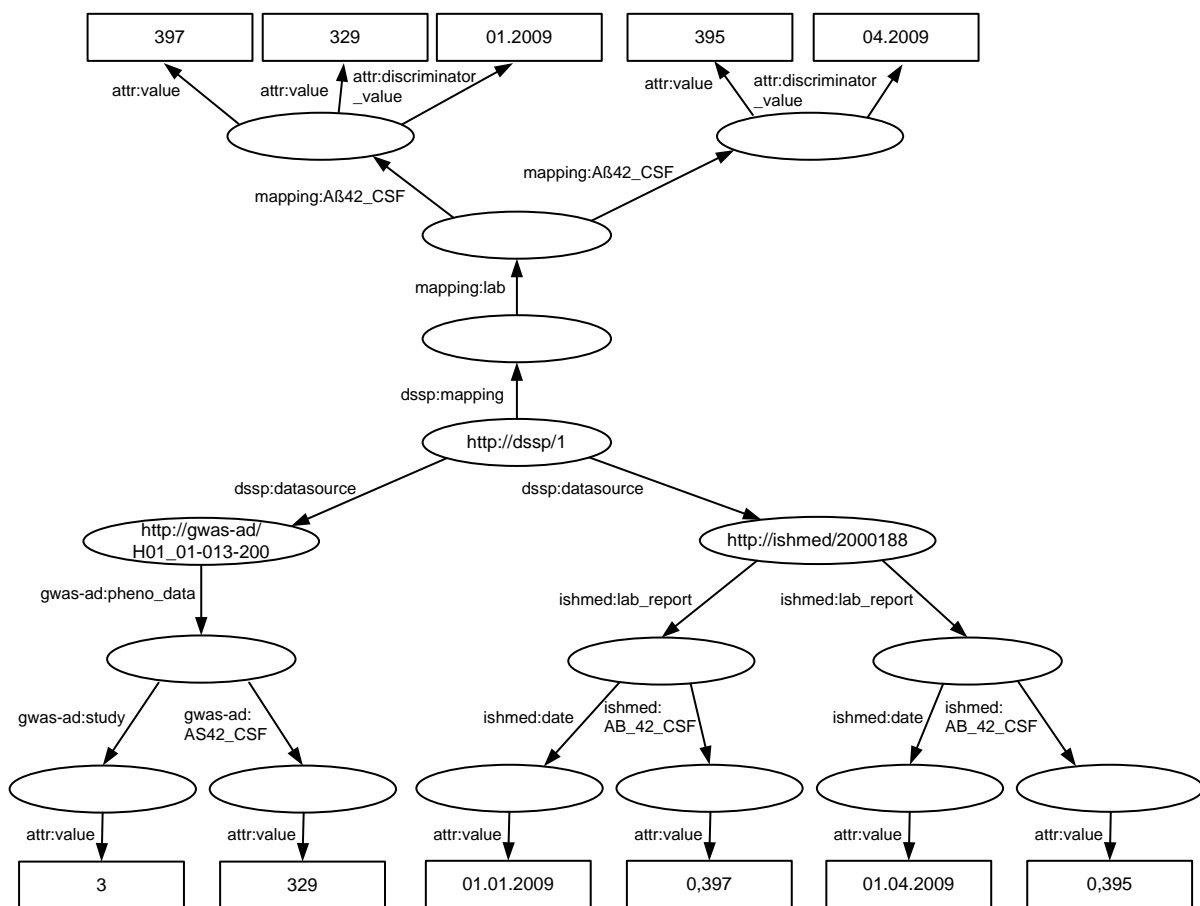 397
329
01.2009
395
04.2009
attr:value
attr:value
attr:discriminator
_value
attr:value
attr:discriminator
_value
mapping:Aß42_CSF
mapping:Aß42_CSF
mapping:lab
dssp:mapping
http://dssp/1
dssp:datasource
dssp:datasource
http://gwas-ad/
H01_01-013-200
http://ishmed/2000188
gwas-ad:pheno_data
ishmed:lab_report
ishmed:lab_report
gwas-ad:study
gwas-ad:
AS42_CSF
ishmed:date
ishmed:
AB_42_CSF
ishmed:date
ishmed:
AB_42_CSF
attr:value
attr:value
attr:value
attr:value
attr:value
attr:value
3
329
01.01.2009
0,397
01.04.2009
0,395